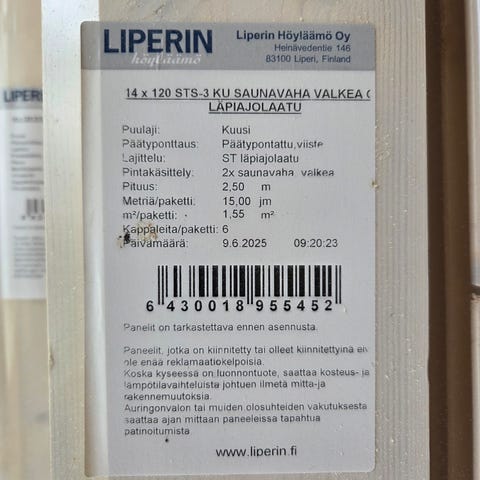 LIPERIN
höyläämö
Liperin Höyläämö Oy
Heinävedentie 146
83100 Liperi, Finland
14 x 120 STS-3 KU SAUNAVAHA VALKEA
LÄPIAJOLAATU
Puulaji: Kuusi
Päätyponttaus: Päätypontattu,viiste
Lajittelu: ST läpiajolaatu
Pintakäsittely: 2x saunavaha, valkea
Pituus: 2,50 m
Metriä/paketti: 15,00 jm
m²/paketti: 1,55 m²
Kappaleita/paketti: 6
Päivämäärä: 9.6.2025 09:20:23
6 430018 955452
Panelit on tarkastettava ennen asennusta.
Paneelit, jotka on kiinnitetty tai olleet kiinnitettyinä ei
ole enää reklamaatiokelpoisia.
Koska kyseessä on luonnontuote, saattaa kosteus- ja
lämpötilavaihteluista johtuen ilmetä mitta-ja
rakennemuutoksia.
Auringonvalon tai muiden olosuhteiden vaikutuksesta
saattaa ajan mittaan paneeleissa tapahtua
patinoitumista.
www.liperin.fi
LIPERIN